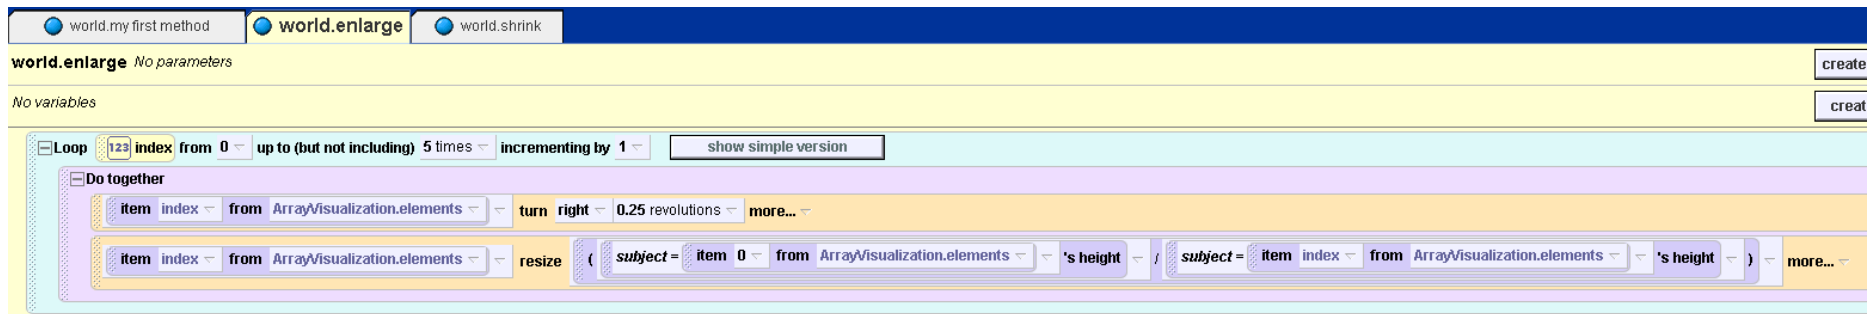 world.my first method world.enlarge world.shrink
world.enlarge No parameters create
No variables creat
Loop 123 index from 0 up to (but not including) 5 times incrementing by 1 show simple version
Do together
item index from ArrayVisualization.elements turn right 0.25 revolutions more...
item index from ArrayVisualization.elements resize ( subject = item 0 from ArrayVisualization.elements 's height / subject = item index from ArrayVisualization.elements 's height ) more...